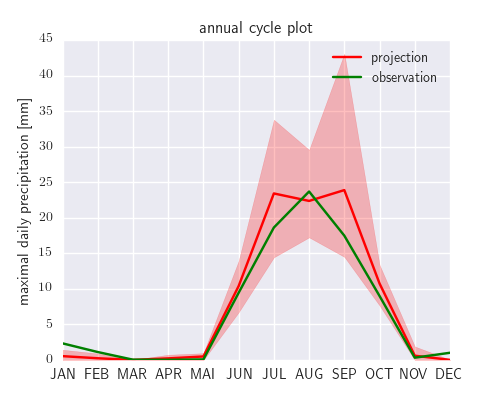 annual cycle plot
maximal daily precipitation [mm]
45
40
35
30
25
20
15
10
5
0
projection
observation
JAN FEB MAR APR MAI JUN JUL AUG SEP OCT NOV DEC